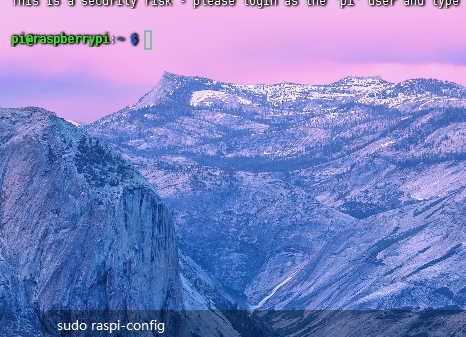 This is a security risk - please login as the 'pi' user and type
pi@raspberrypi:~ $
sudo raspi-config